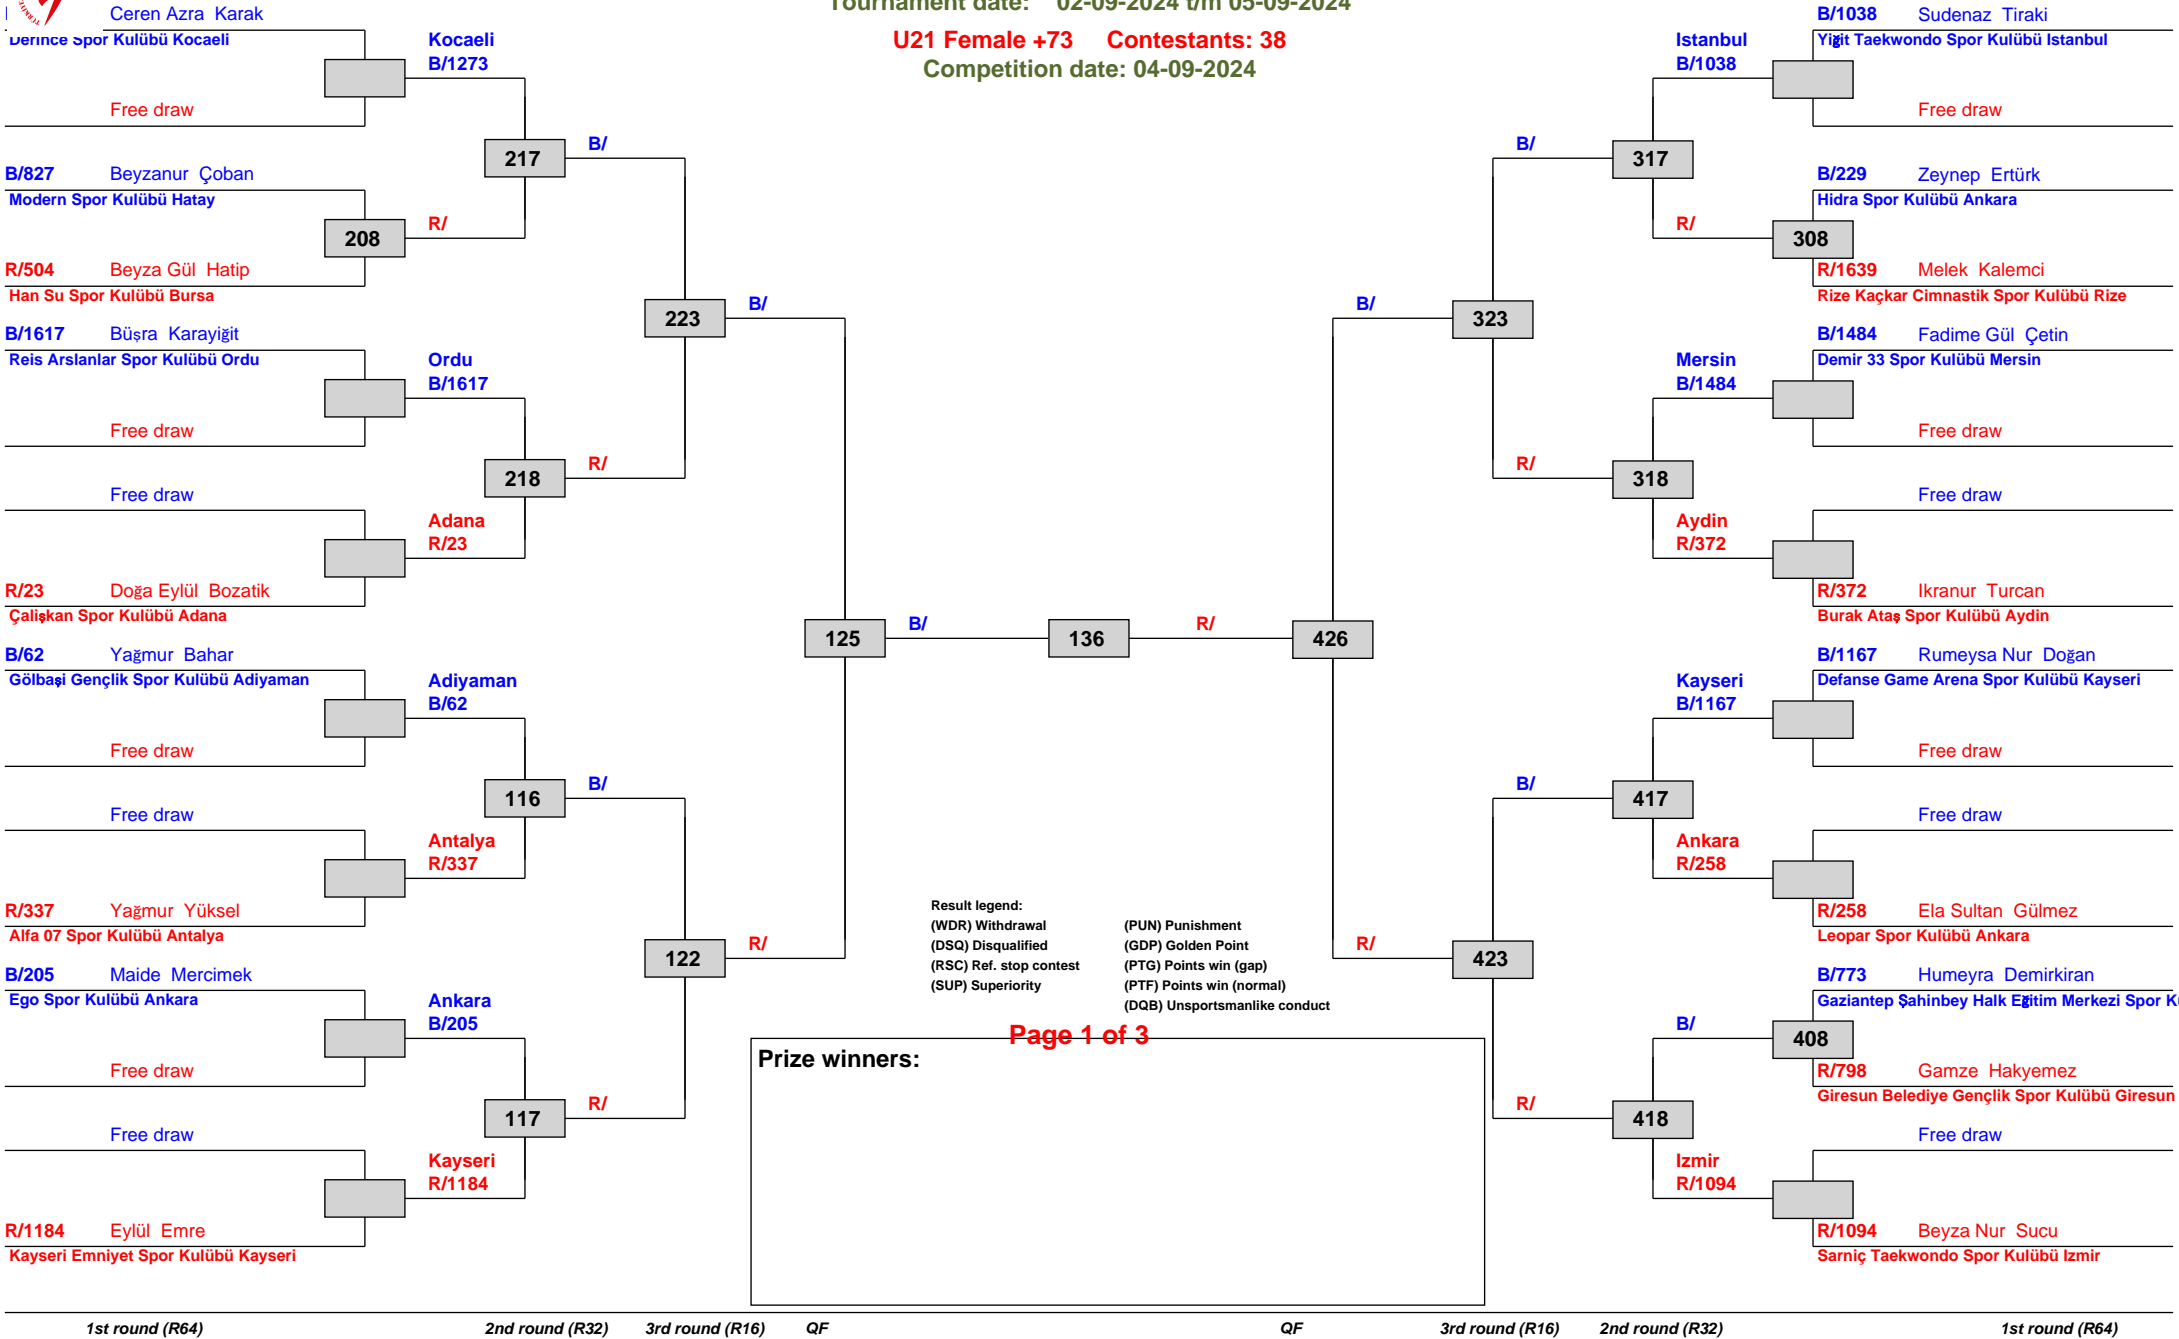 Tournament date: 02-09-2024 t/m 05-09-2024
U21 Female +73 Contestants: 38
Competition date: 04-09-2024
Ceren Azra Karak
Derince Spor Kulübü Kocaeli
Free draw
B/827 Beyzanur Çoban
Modern Spor Kulübü Hatay
208
R/504 Beyza Gül Hatip
Han Su Spor Kulübü Bursa
B/1617 Büşra Karayiğit
Reis Arslanlar Spor Kulübü Ordu
Free draw
Free draw
R/23 Doğa Eylül Bozatik
Çalişkan Spor Kulübü Adana
B/62 Yağmur Bahar
Gölbaşi Gençlik Spor Kulübü Adiyaman
Free draw
Free draw
R/337 Yağmur Yüksel
Alfa 07 Spor Kulübü Antalya
B/205 Maide Mercimek
Ego Spor Kulübü Ankara
Free draw
Free draw
R/1184 Eylül Emre
Kayseri Emniyet Spor Kulübü Kayseri
Kocaeli
B/1273
217
R/
Ordu
B/1617
218
Adana
R/23
Adiyaman
B/62
116
Antalya
R/337
Ankara
B/205
117
Kayseri
R/1184
B/
223
R/
B/
122
R/
B/
125
R/
B/
136
R/
426
B/
R/
B/
323
R/
B/
423
R/
Istanbul
B/1038
317
R/
Mersin
B/1484
318
Aydin
R/372
Kayseri
B/1167
417
Ankara
R/258
B/
418
Izmir
R/1094
B/1038 Sudenaz Tiraki
Yiğit Taekwondo Spor Kulübü Istanbul
Free draw
B/229 Zeynep Ertürk
Hidra Spor Kulübü Ankara
308
R/1639 Melek Kalemci
Rize Kaçkar Cimnastik Spor Kulübü Rize
B/1484 Fadime Gül Çetin
Demir 33 Spor Kulübü Mersin
Free draw
Free draw
R/372 Ikranur Turcan
Burak Ataş Spor Kulübü Aydin
B/1167 Rumeysa Nur Doğan
Defanse Game Arena Spor Kulübü Kayseri
Free draw
Free draw
R/258 Ela Sultan Gülmez
Leopar Spor Kulübü Ankara
B/773 Humeyra Demirkiran
Gaziantep Şahinbey Halk Eğitim Merkezi Spor
408
R/798 Gamze Hakyemez
Giresun Belediye Gençlik Spor Kulübü Giresun
Free draw
R/1094 Beyza Nur Sucu
Sarniç Taekwondo Spor Kulübü Izmir
Result legend:
(WDR) Withdrawal (PUN) Punishment
(DSQ) Disqualified (GDP) Golden Point
(RSC) Ref. stop contest (PTG) Points win (gap)
(SUP) Superiority (PTF) Points win (normal)
(DQB) Unsportsmanlike conduct
Page 1 of 3
Prize winners:
1st round (R64) 2nd round (R32) 3rd round (R16) QF QF 3rd round (R16) 2nd round (R32) 1st round (R64)